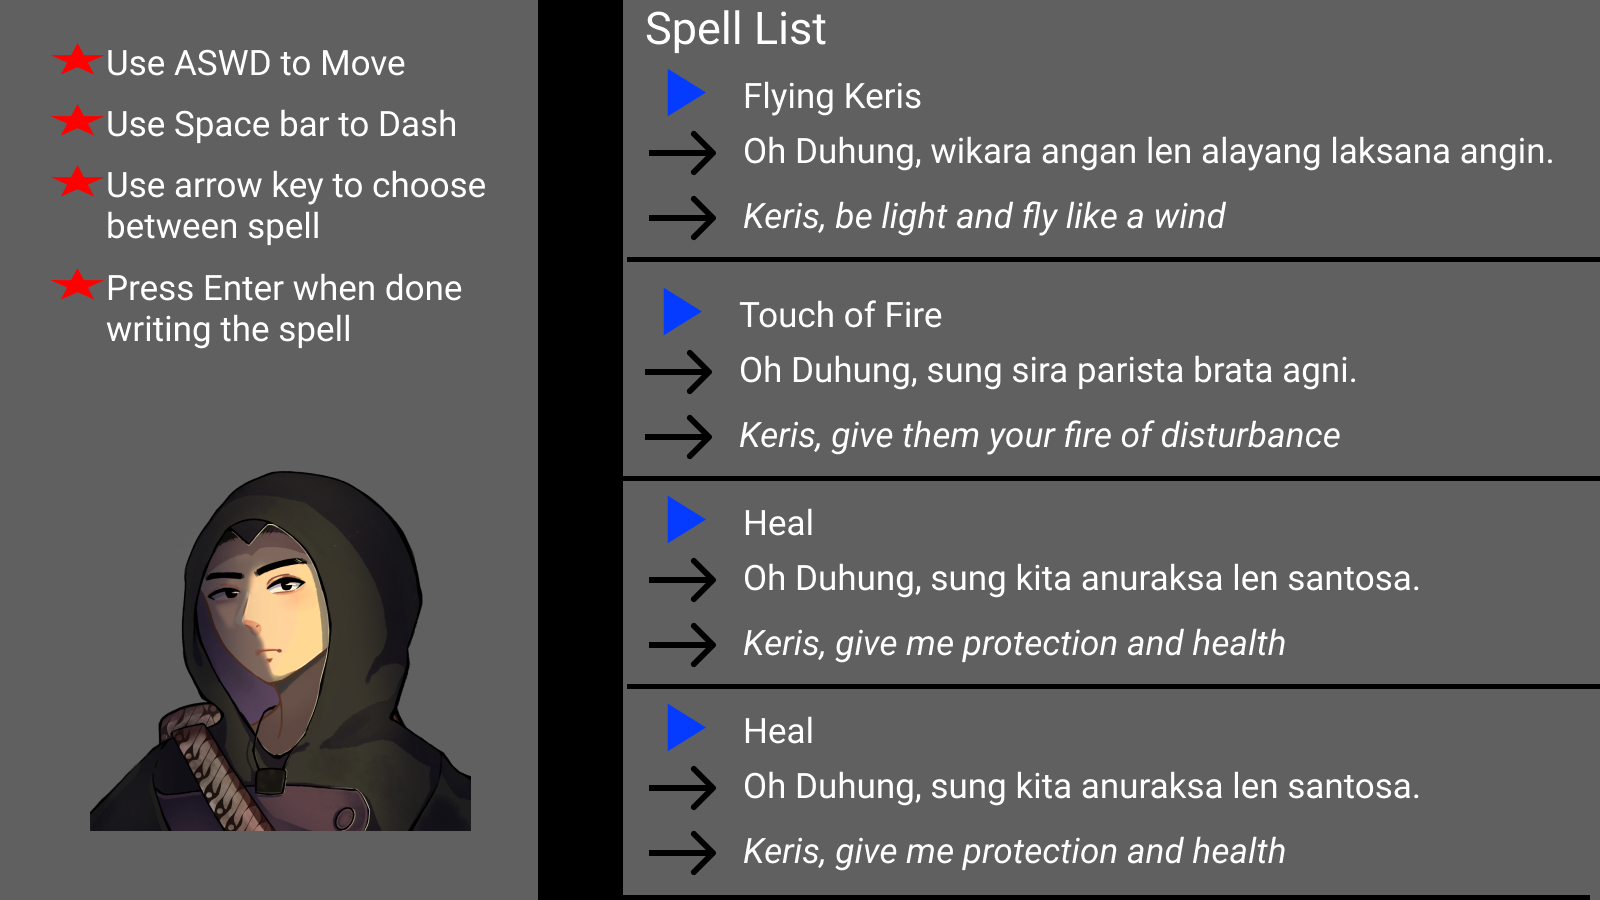 Use ASWD to Move
Use Space bar to Dash
Use arrow key to choose
between spell
Press Enter when done
writing the spell
Spell List
Flying Keris
Oh Duhung, wikara angan len alayang laksana angin.
Keris, be light and fly like a wind
Touch of Fire
Oh Duhung, sung sira parista brata agni.
Keris, give them your fire of disturbance
Heal
Oh Duhung, sung kita anuraksa len santosa.
Keris, give me protection and health
Heal
Oh Duhung, sung kita anuraksa len santosa.
Keris, give me protection and health